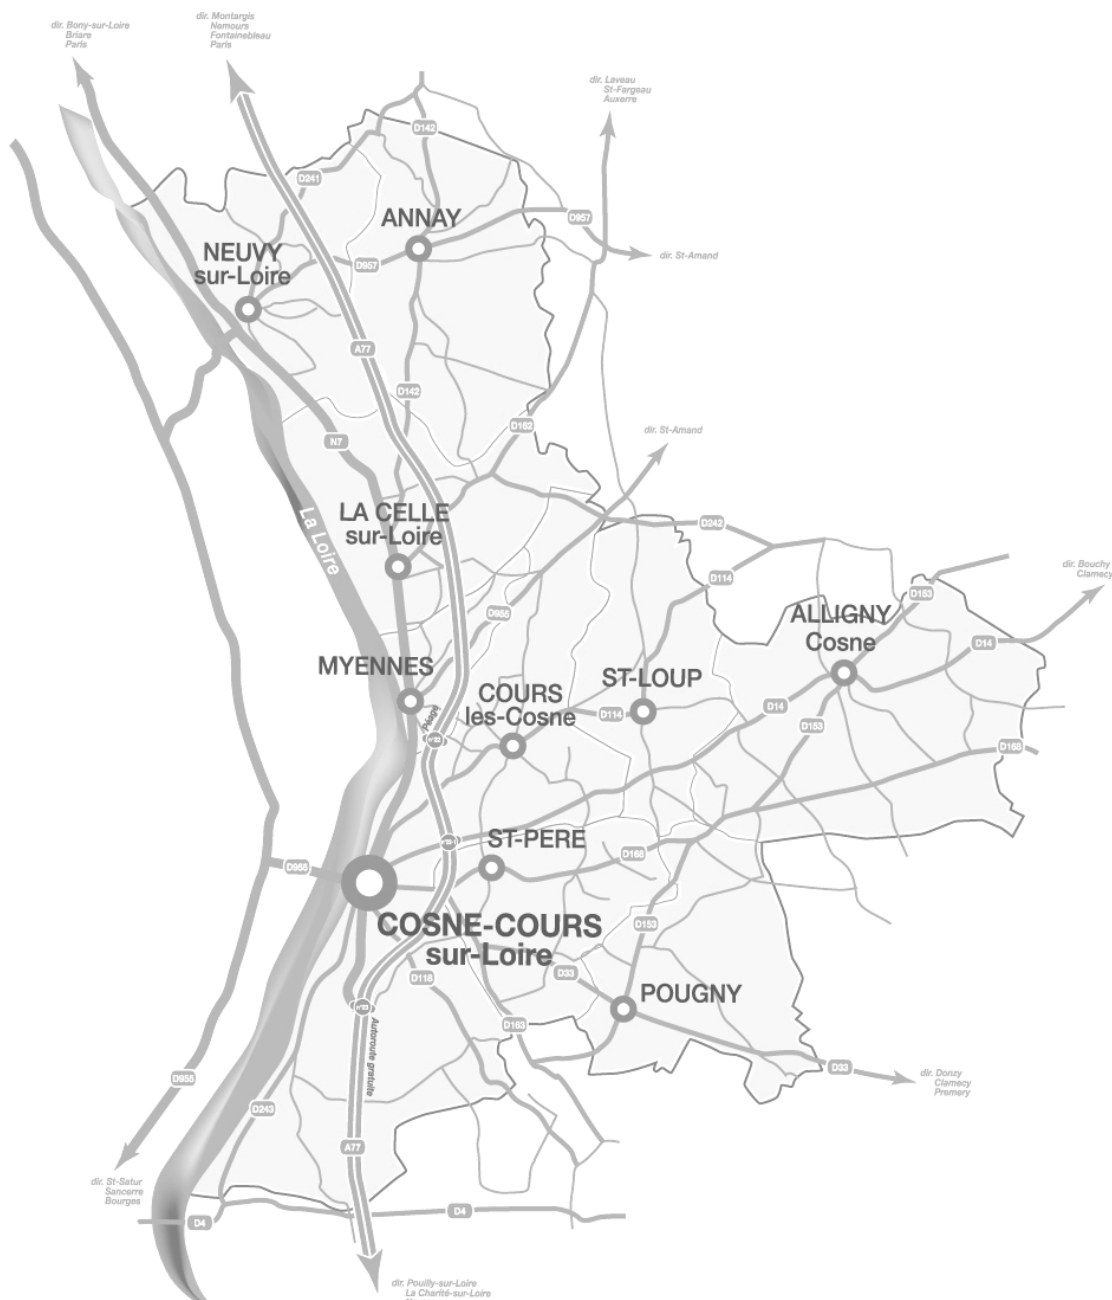 dir. Bony-sur-Loire
Briare
Paris
dir. Montargis
Nemours
Fontainebleau
Paris
dir. Laveau
St-Fargeau
Auxerre
D142
D241
ANNAY
D957
NEUVY
sur-Loire
D957
dir. St-Amand
A77
D142
D162
dir. St-Amand
N7
La Loire
LA CELLE
sur-Loire
D242
D114
dir. Bouchy
Clamecy
D153
D955
ALLIGNY
Cosne
D14
MYENNES
ST-LOUP
COURS
les-Cosne
D14
D114
D153
Péage
n°22
D168
ST-PERE
D168
D955
COSNE-COURS
sur-Loire
D153
D33
D118
POUGNY
n°23
Autoroute gratuite
D163
D33
dir. Donzy
Clamecy
Premery
D955
D243
A77
dir. St-Satur
Sancerre
Bourges
D4
D4
dir. Pouilly-sur-Loire
La Charité-sur-Loire